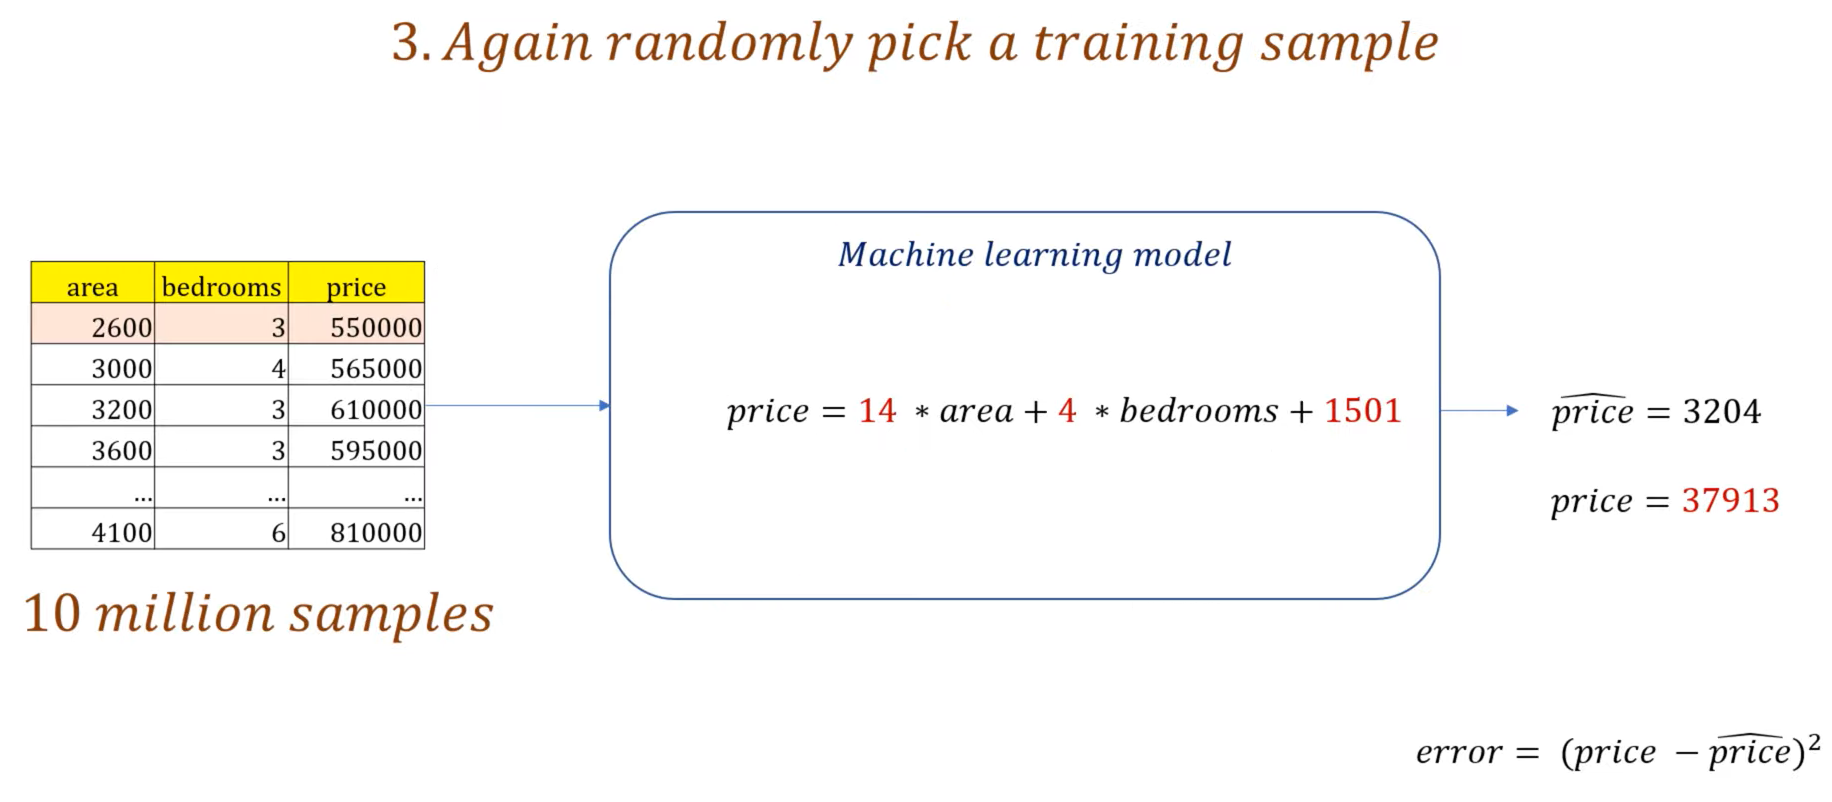 3. Again randomly pick a training sample
area bedrooms price
2600 3 550000
3000 4 565000
3200 3 610000
3600 3 595000
... ... ...
4100 6 810000
10 million samples
Machine learning model
price = 14 * area + 4 * bedrooms + 1501
\widehat{price} = 3204
price = 37913
error = (price − \widehat{price})²